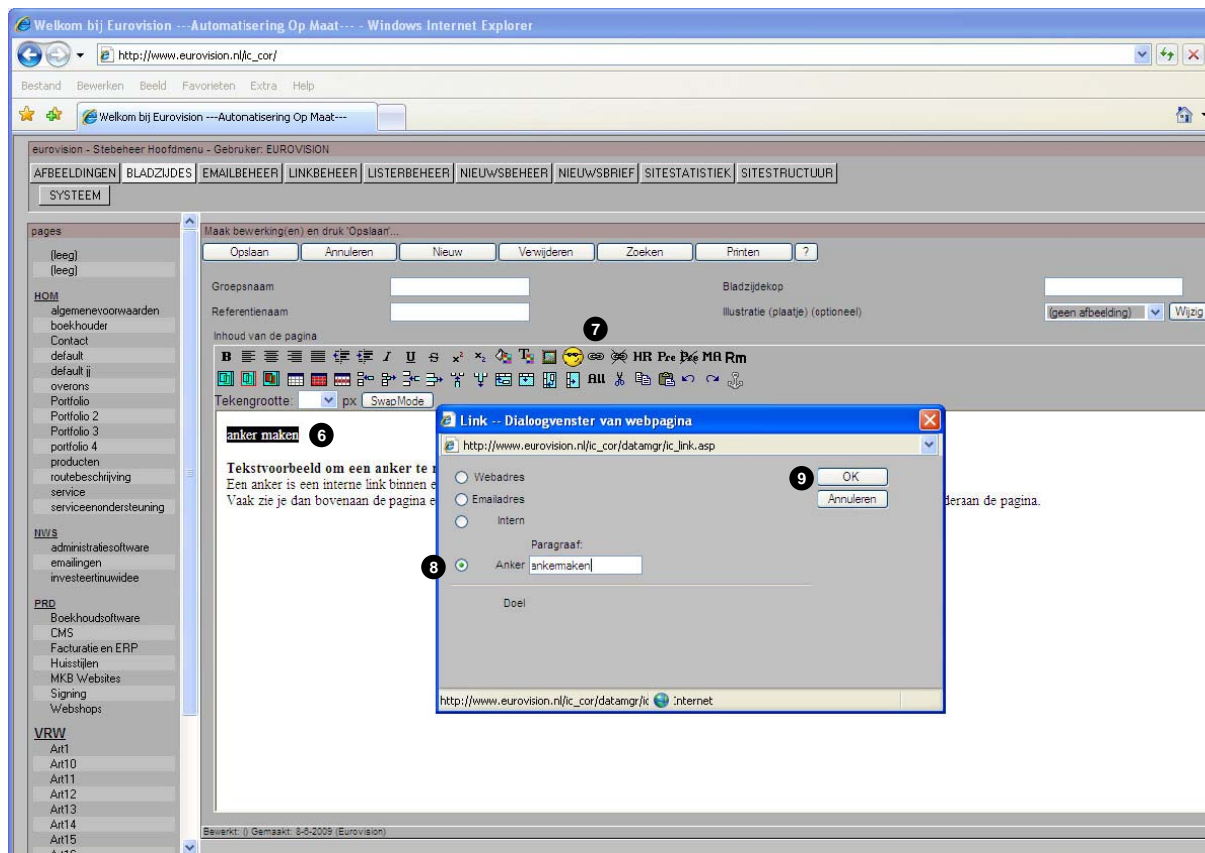 Welkom bij Eurovision ---Automatisering Op Maat--- - Windows Internet Explorer
http://www.eurovision.nl/ic_cor/
Bestand Bewerken Beeld Favorieten Extra Help
Welkom bij Eurovision ---Automatisering Op Maat---
eurovision - Stebeheer Hoofdmenu - Gebruker: EUROVISION
AFBEELDINGEN BLADZIJDES EMAILBEHEER LINKBEHEER LISTERBEHEER NIEUWSBEHEER NIEUWSBRIEF SITESTATISTIEK SITESTRUCTUUR
SYSTEEM
pages
(leeg)
(leeg)
HOM
algemenevoorwaarden
boekhouder
Contact
default
default jj
overons
Portfolio
Portfolio 2
Portfolio 3
portfolio 4
producten
routebeschrijving
service
serviceenondersteuning
NWS
administratiesoftware
emailingen
investeertinuwidee
PRD
Boekhoudsoftware
CMS
Facturatie en ERP
Huisstijlen
MKB Websites
Signing
Webshops
VRW
Art1
Art10
Art11
Art12
Art13
Art14
Art15
Maak bewerking(en) en druk 'Opslaan'...
Opslaan Annuleren Nieuw Verwijderen Zoeken Printen ?
Groepsnaam Bladzijdekop
Referentienaam Illustratie (plaatje) (optioneel) (geen afbeelding) Wijzig
Inhoud van de pagina 7
B I U S x² x₂ HR Pre Pre MA Rm
All
Tekengrootte: px SwapMode
anker maken 6
Tekstvoorbeeld om een anker te
Een anker is een interne link binnen
Vaak zie je dan bovenaan de pagina deraan de pagina.
Link -- Dialoogvenster van webpagina
http://www.eurovision.nl/ic_cor/datamgr/ic_link.asp
Webadres 9 OK
Emailadres Annuleren
Intern
Paragraaf:
8 Anker ankermaken
Doel
http://www.eurovision.nl/ic_cor/datamgr/ic Internet
Bewerkt: () Gemaakt: 8-6-2009 (Eurovision)